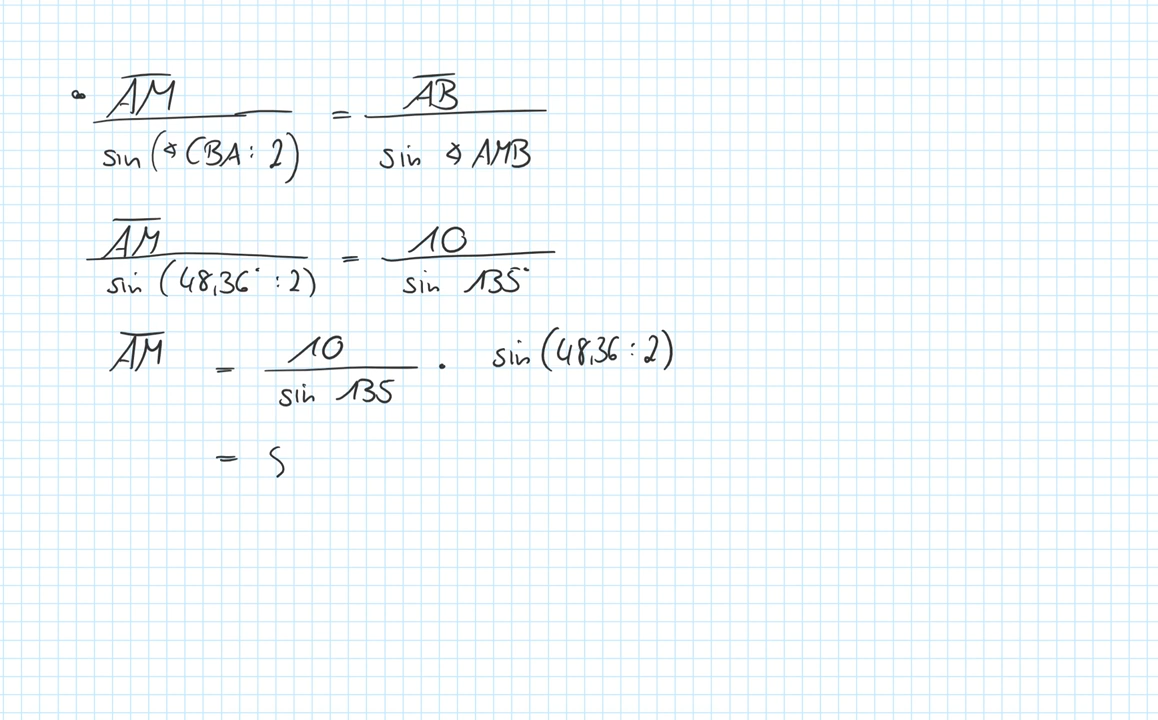 • AM / sin(∢CBA : 2) = AB / sin ∢ AMB
AM / sin (48,36° : 2) = 10 / sin 135°
AM = 10 / sin 135 · sin(48,36 : 2)
= 5